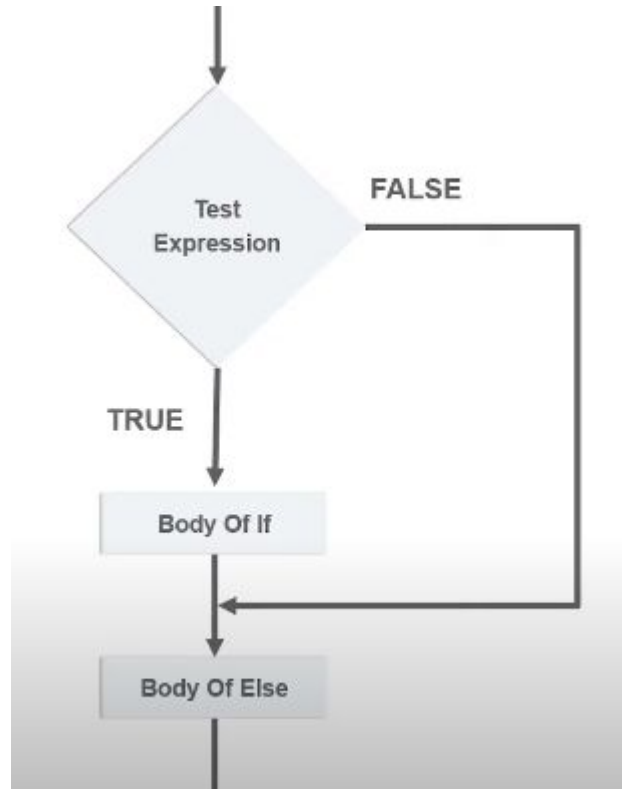 Test
Expression
FALSE
TRUE
Body Of If
Body Of Else